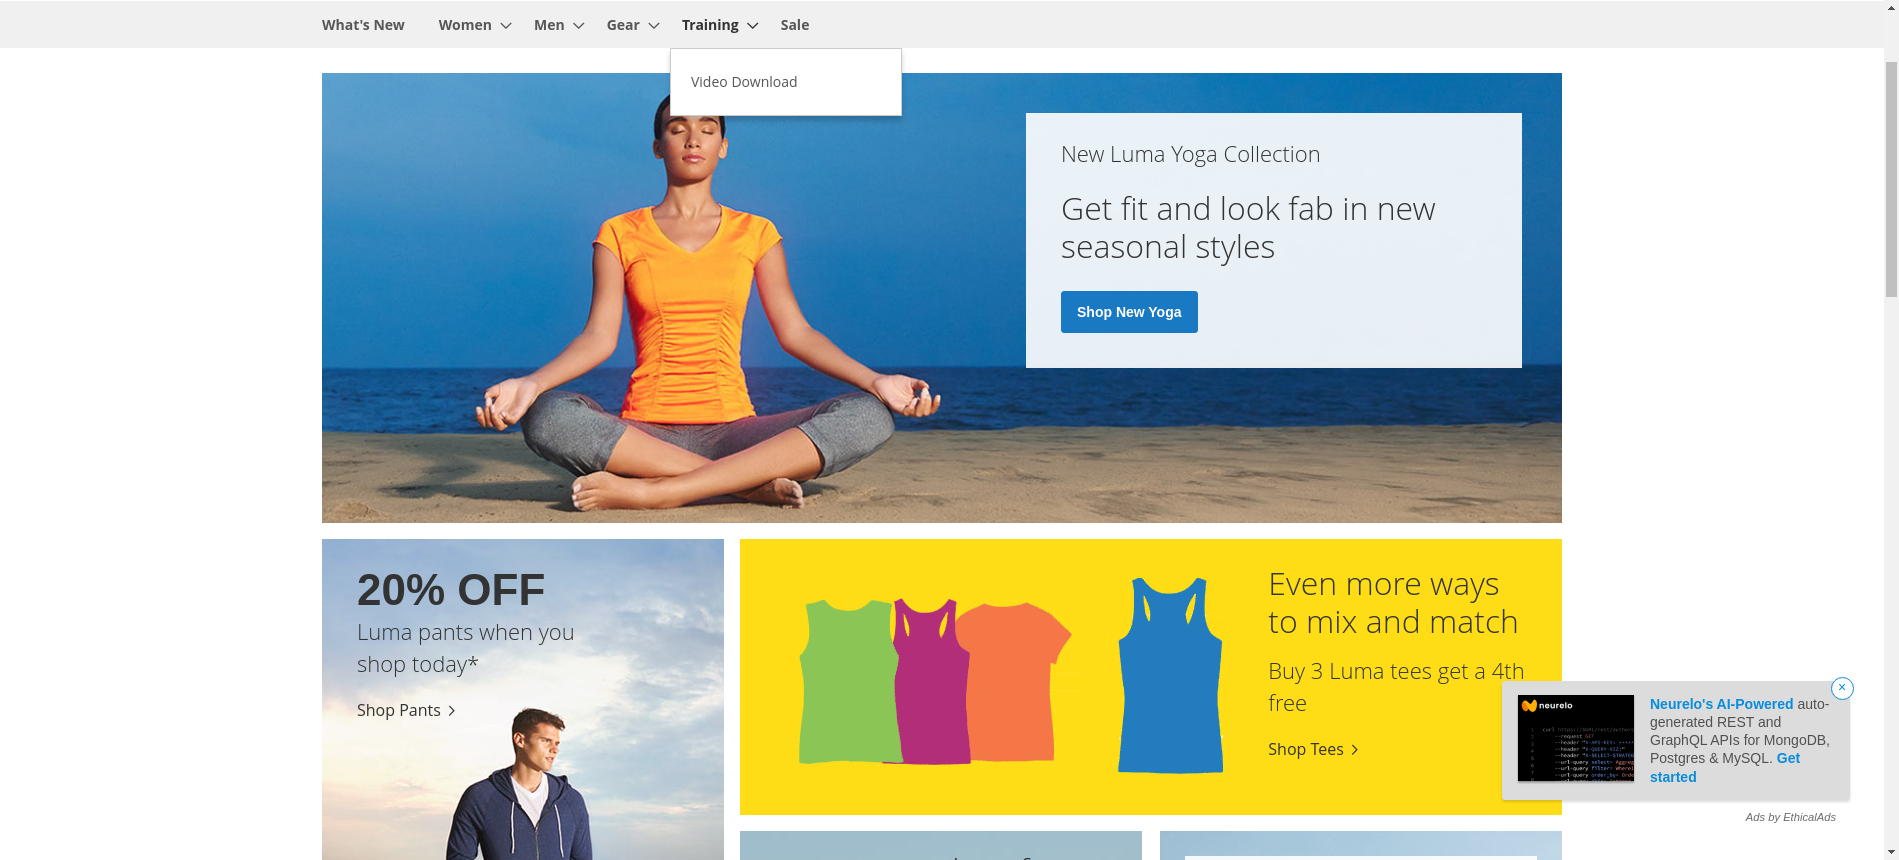 What's New
Women
Men
Gear
Training
Sale
Video Download
New Luma Yoga Collection
Get fit and look fab in new
seasonal styles
Shop New Yoga
20% OFF
Luma pants when you
shop today*
Shop Pants
Even more ways
to mix and match
Buy 3 Luma tees get a 4th
free
Shop Tees
neurelo
Neurelo's AI-Powered auto-
generated REST and
GraphQL APIs for MongoDB,
Postgres & MySQL. Get
started
Ads by EthicalAds